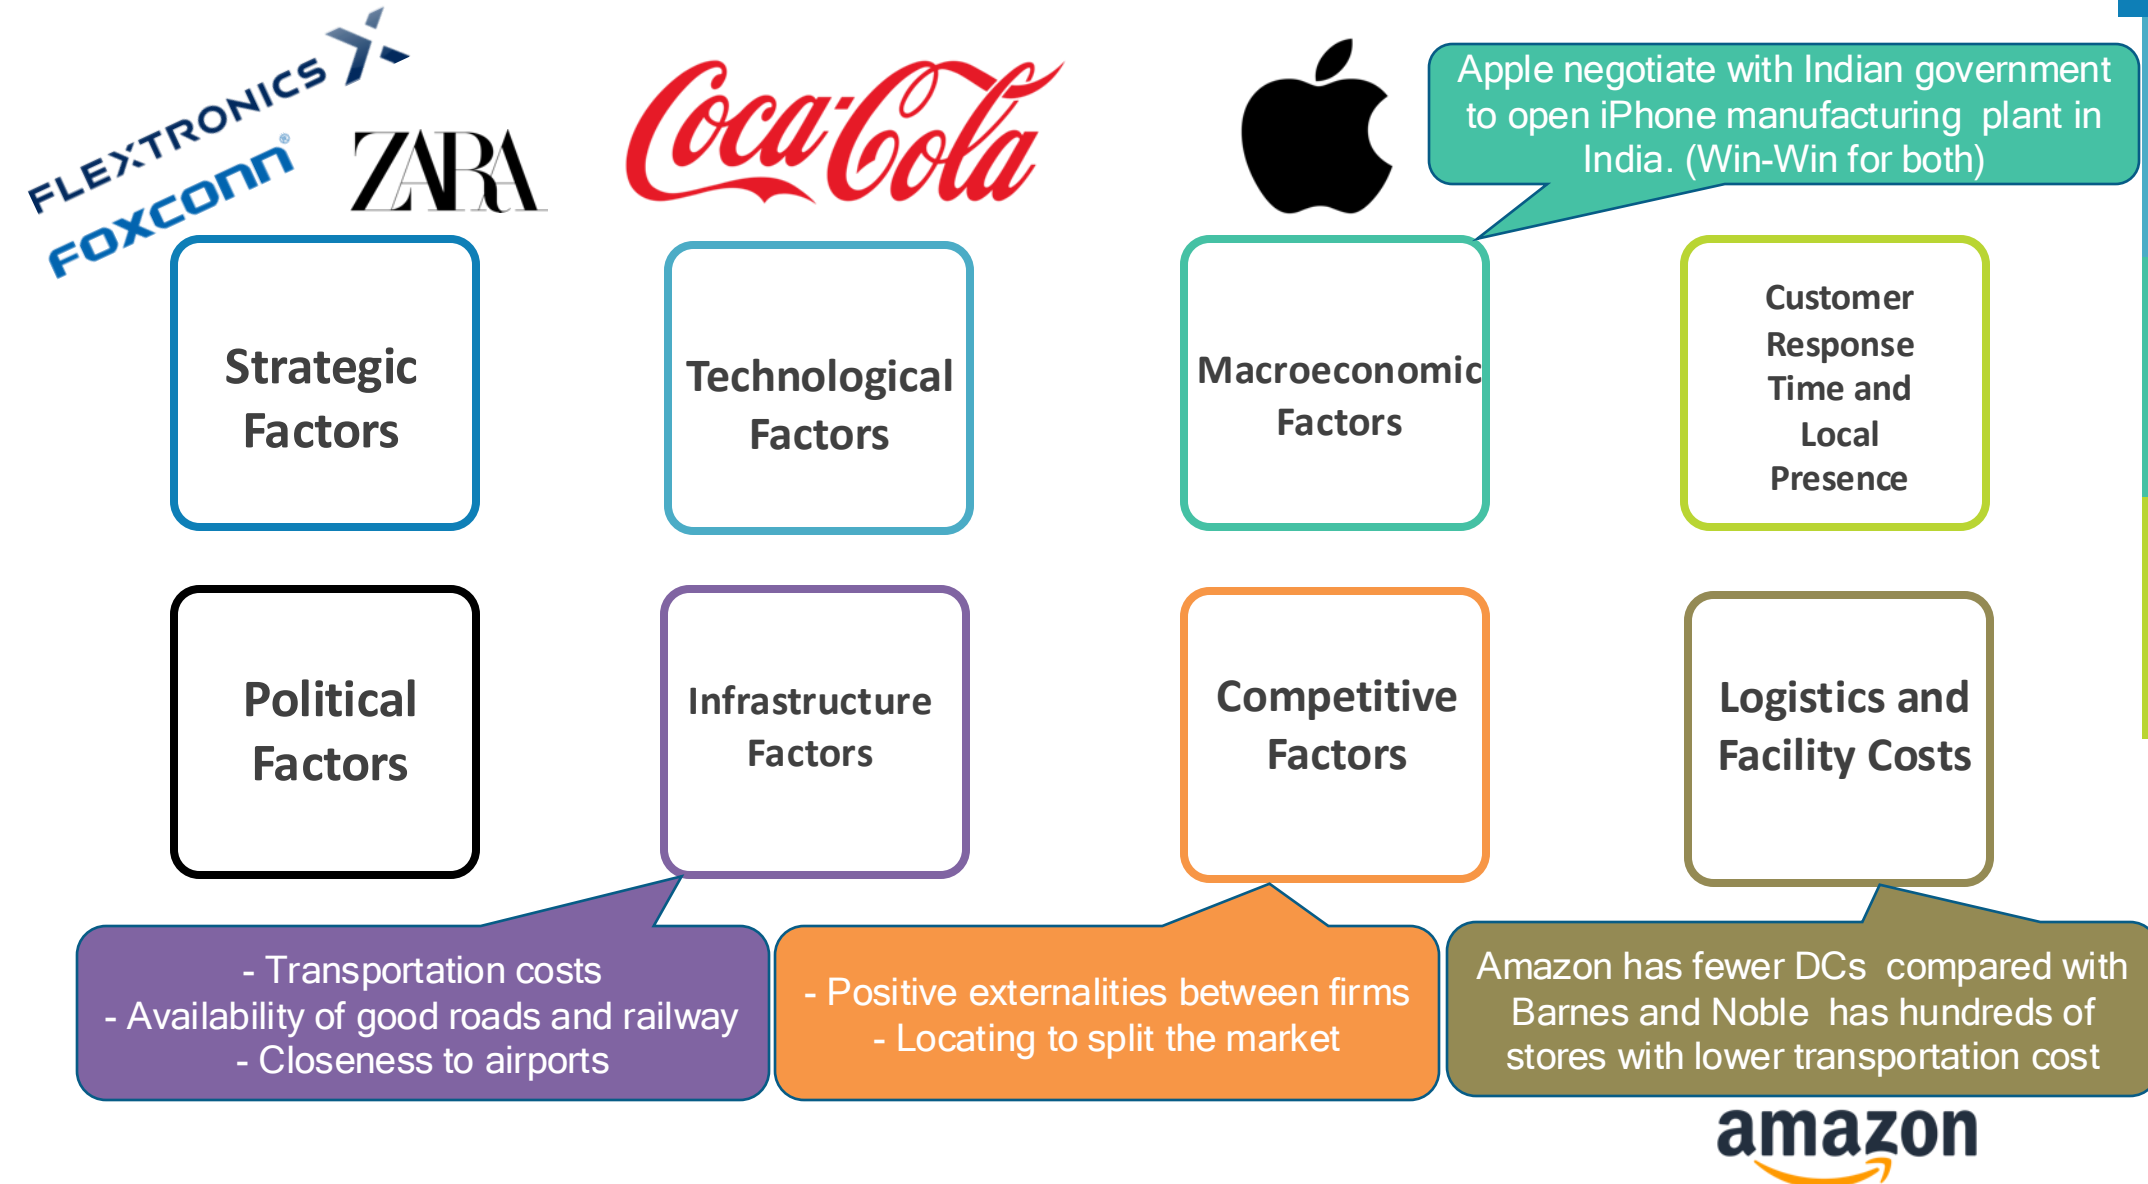 FLEXTRONICS
FOXCONN®
ZARA
Coca-Cola
Apple negotiate with Indian government
to open iPhone manufacturing plant in
India. (Win-Win for both)
Strategic
Factors
Technological
Factors
Macroeconomic
Factors
Customer
Response
Time and
Local
Presence
Political
Factors
Infrastructure
Factors
Competitive
Factors
Logistics and
Facility Costs
- Transportation costs
- Availability of good roads and railway
- Closeness to airports
- Positive externalities between firms
- Locating to split the market
Amazon has fewer DCs compared with
Barnes and Noble has hundreds of
stores with lower transportation cost
amazon